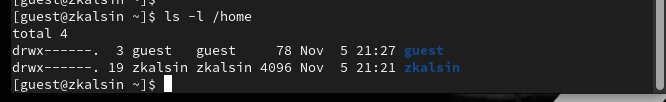 [guest@zkalsin ~]$ ls -l /home
total 4
drwx------.  3 guest   guest     78 Nov  5 21:27 guest
drwx------. 19 zkalsin zkalsin 4096 Nov  5 21:21 zkalsin
[guest@zkalsin ~]$